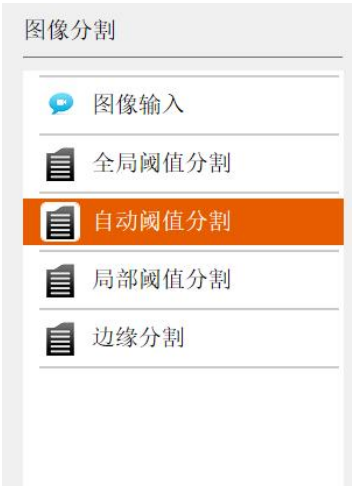 图像分割
图像输入
全局阈值分割
自动阈值分割
局部阈值分割
边缘分割